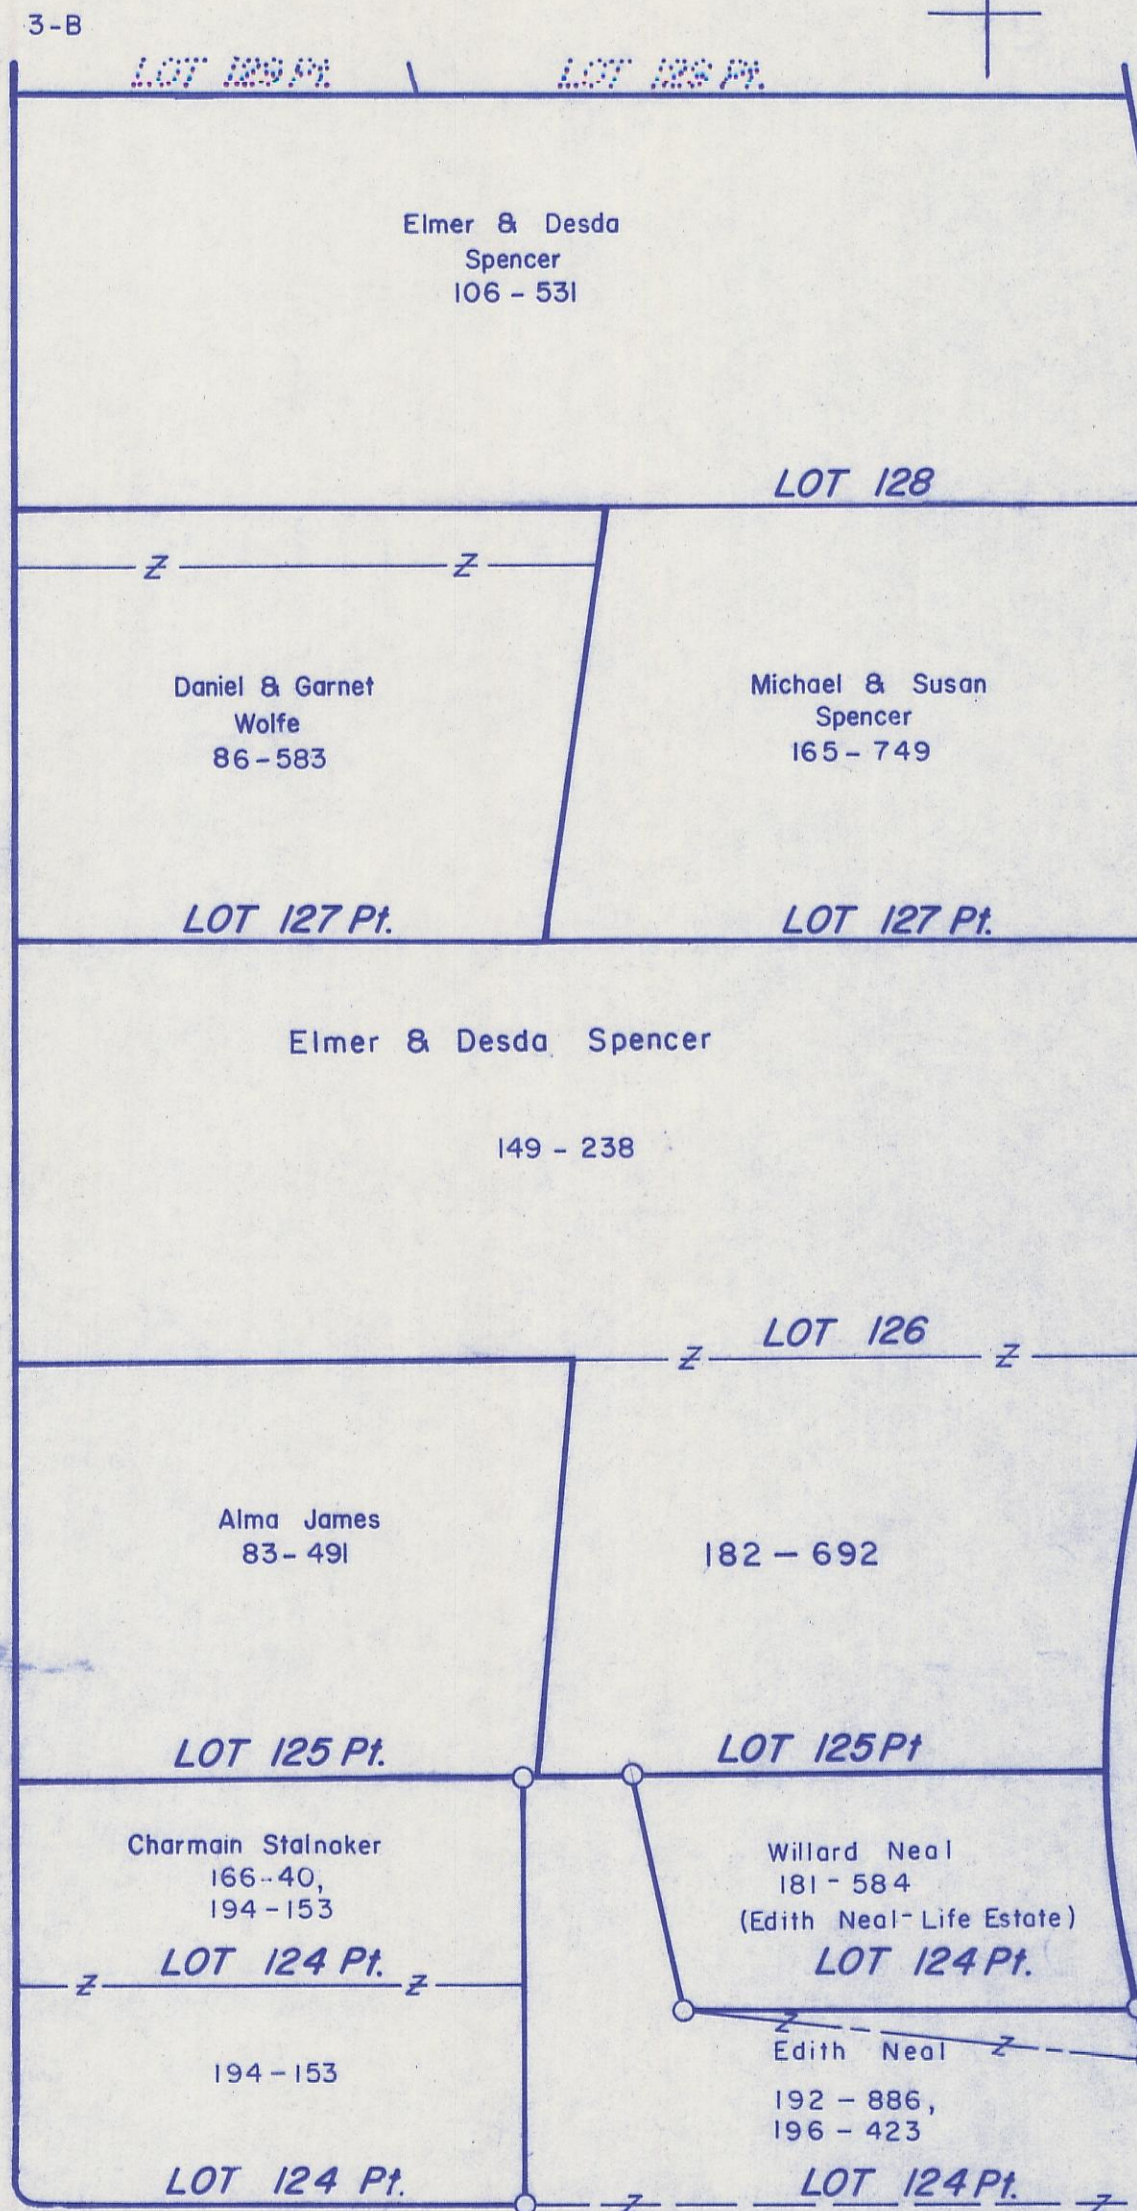 3-B
LOT 129 Pt.
LOT 128 Pt.
Elmer & Desda
Spencer
106 - 531
LOT 128
Z Z
Daniel & Garnet
Wolfe
86-583
Michael & Susan
Spencer
165 - 749
LOT 127 Pt.
LOT 127 Pt.
Elmer & Desda Spencer
149 - 238
LOT 126
Z Z
Alma James
83-491
182 - 692
LOT 125 Pt.
LOT 125 Pt
Charmain Stalnaker
166-40,
194-153
LOT 124 Pt.
Z Z
Willard Neal
181 - 584
(Edith Neal-Life Estate)
LOT 124 Pt.
Z Z
194-153
Edith Neal
192 - 886,
196 - 423
LOT 124 Pt.
LOT 124 Pt.
Z Z